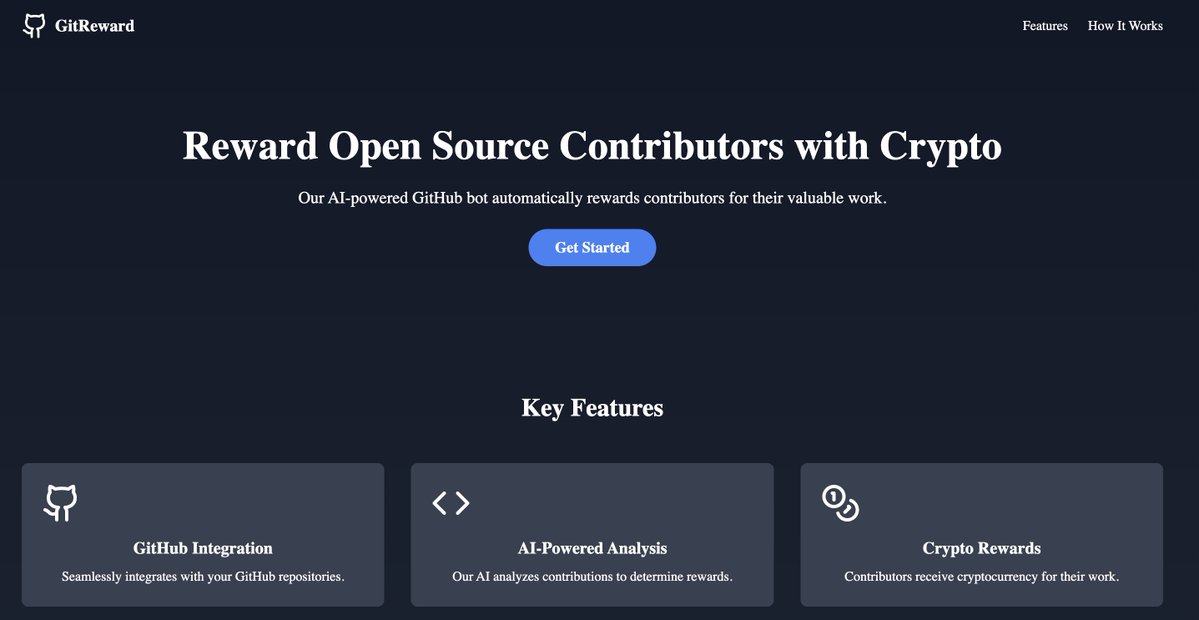 GitReward
Features
How It Works
Reward Open Source Contributors with Crypto
Our AI-powered GitHub bot automatically rewards contributors for their valuable work.
Get Started
Key Features
GitHub Integration
Seamlessly integrates with your GitHub repositories.
AI-Powered Analysis
Our AI analyzes contributions to determine rewards.
Crypto Rewards
Contributors receive cryptocurrency for their work.